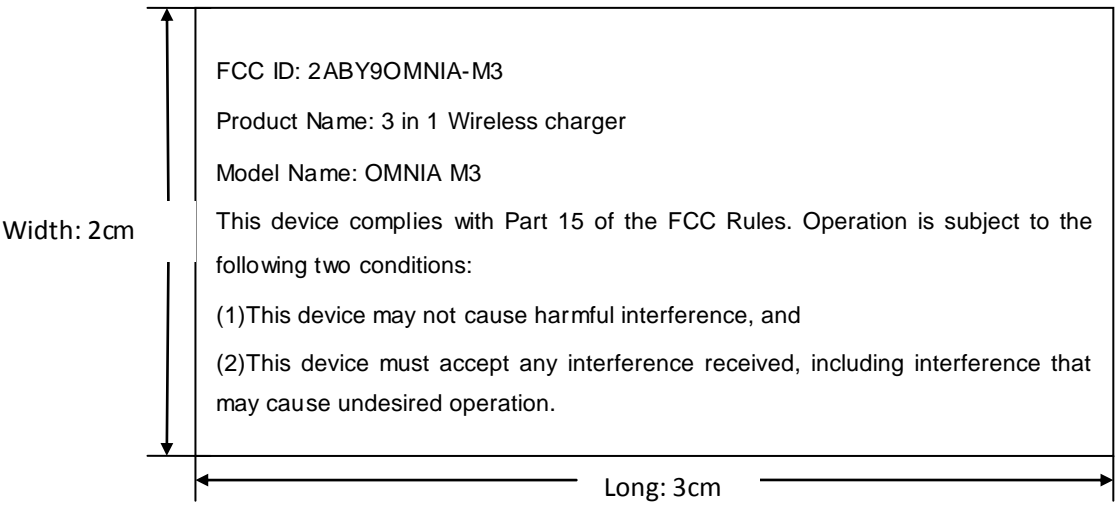 FCC ID: 2ABY9OMNIA-M3
Product Name: 3 in 1 Wireless charger
Model Name: OMNIA M3
This device complies with Part 15 of the FCC Rules. Operation is subject to the
Width: 2cm
following two conditions:
(1)This device may not cause harmful interference, and
(2)This device must accept any interference received, including interference that
may cause undesired operation.
Long: 3cm